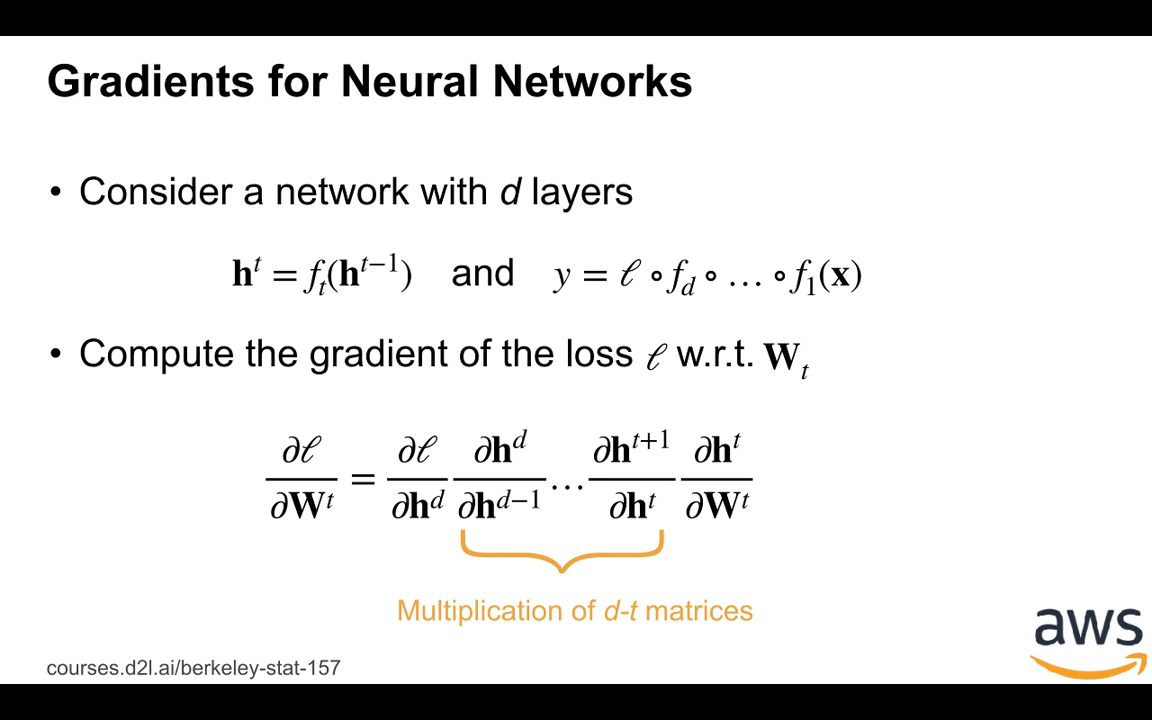 Gradients for Neural Networks
• Consider a network with d layers
𝐡^t = f_t(𝐡^{t−1}) and y = ℓ ∘ f_d ∘ … ∘ f_1(𝐱)
• Compute the gradient of the loss ℓ w.r.t. 𝐖_t
∂ℓ/∂𝐖^t = ∂ℓ/∂𝐡^d ∂𝐡^d/∂𝐡^{d−1} … ∂𝐡^{t+1}/∂𝐡^t ∂𝐡^t/∂𝐖^t
Multiplication of d-t matrices
aws
courses.d2l.ai/berkeley-stat-157